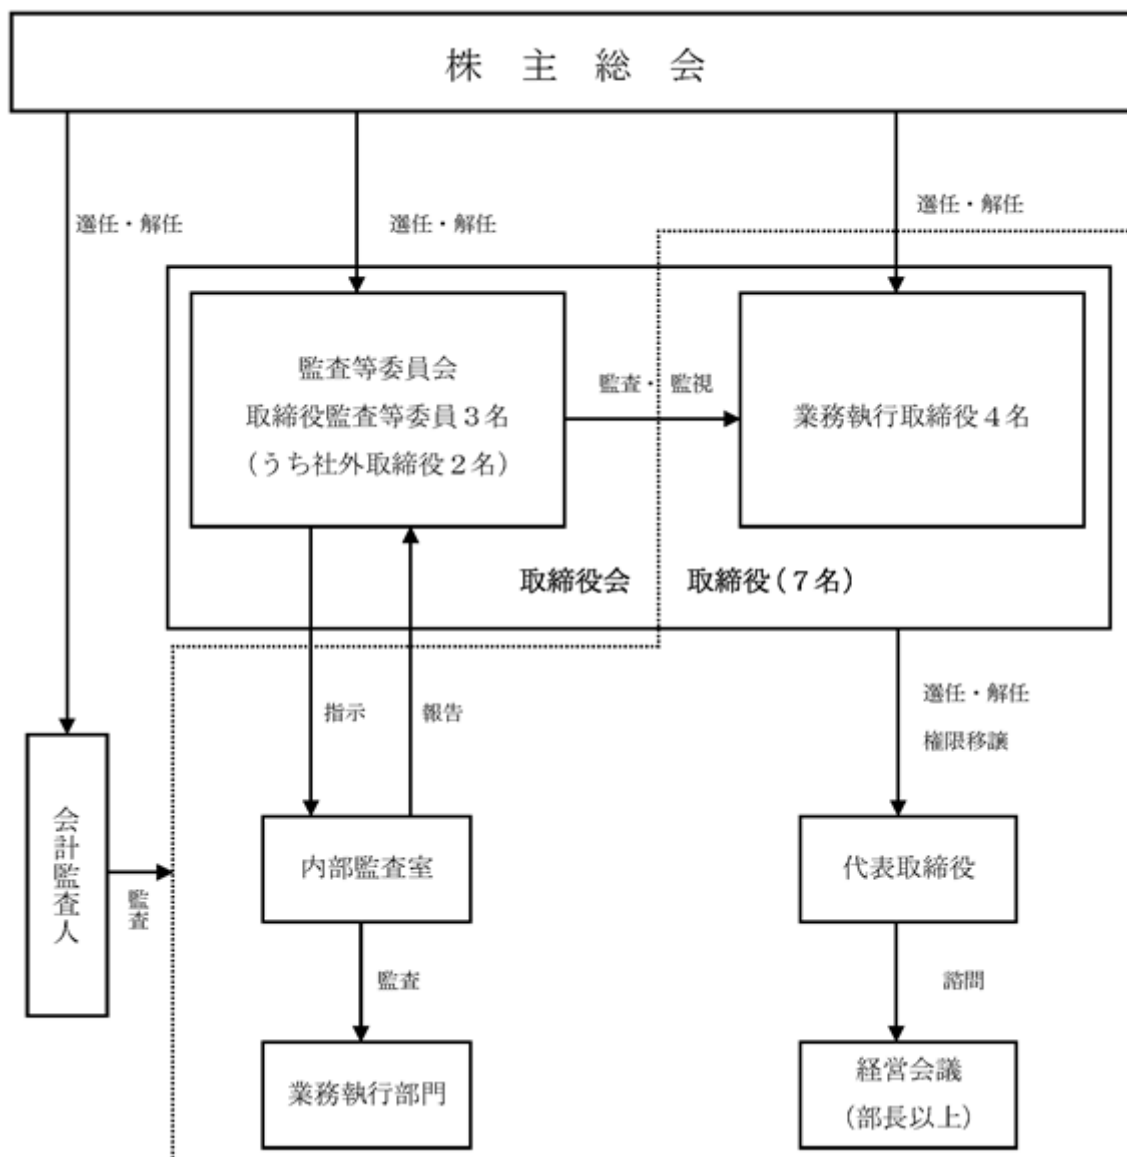 株主総会
選任・解任
選任・解任
選任・解任
監査等委員会
取締役監査等委員３名
（うち社外取締役２名）
監査・監視
業務執行取締役４名
取締役会
取締役（７名）
指示
報告
選任・解任
権限移譲
会計監査人
監査
内部監査室
代表取締役
監査
諮問
業務執行部門
経営会議
（部長以上）